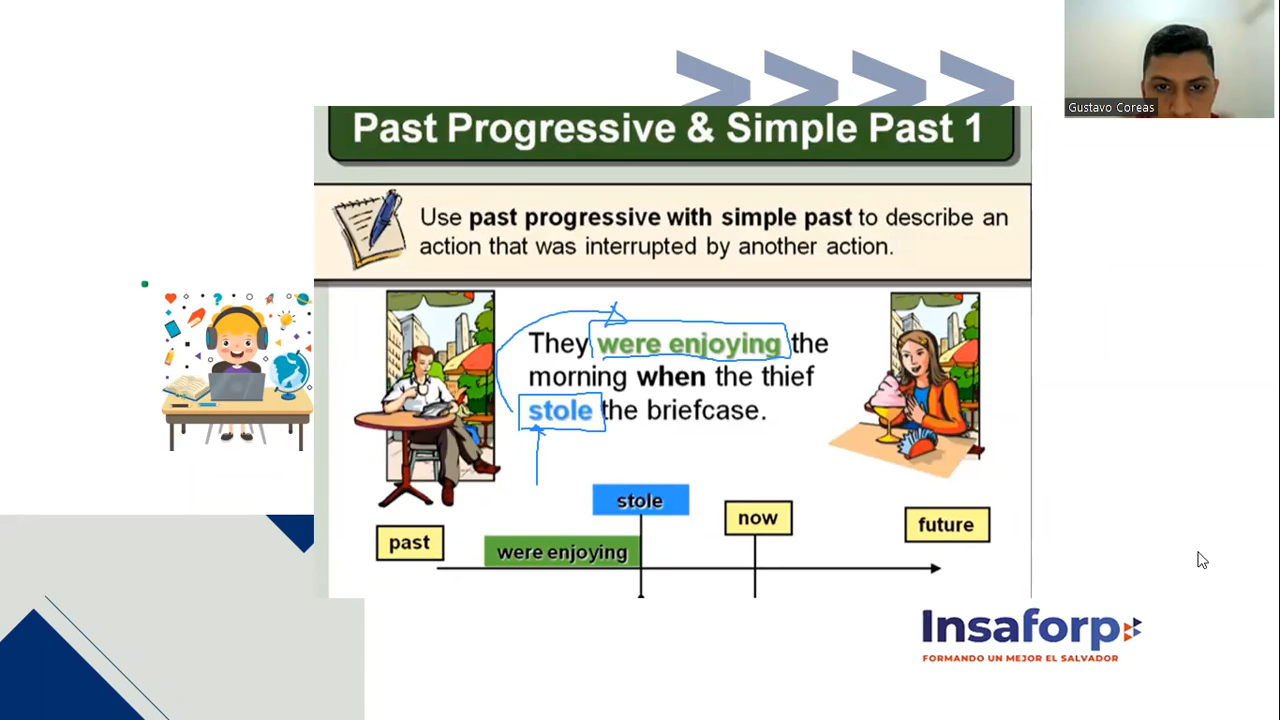 Gustavo Coreas
Past Progressive & Simple Past 1
Use past progressive with simple past to describe an
action that was interrupted by another action.
They were enjoying the
morning when the thief
stole the briefcase.
stole
now
future
past
were enjoying
Insaforp
FORMANDO UN MEJOR EL SALVADOR